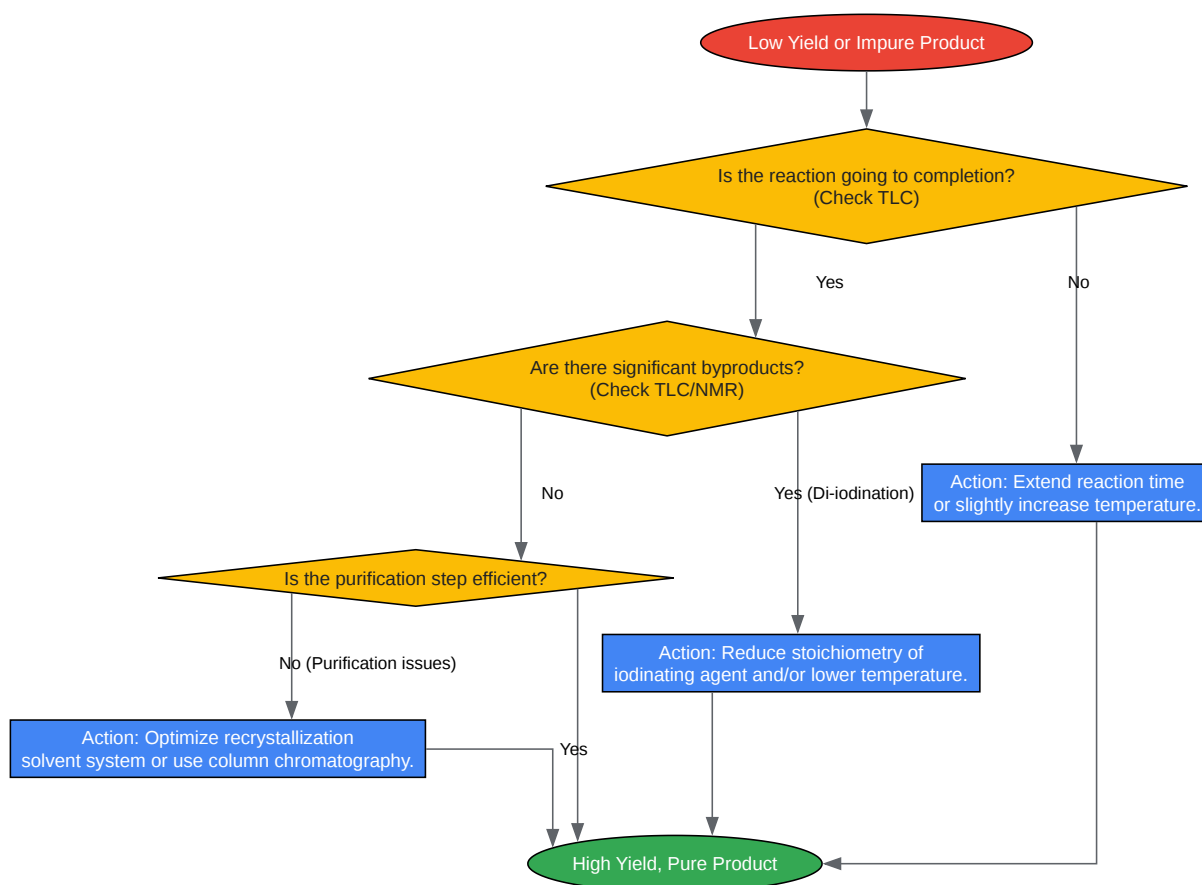 Low Yield or Impure Product
Is the reaction going to completion?
(Check TLC)
Yes
No
Are there significant byproducts?
(Check TLC/NMR)
No
Yes (Di-iodination)
Action: Extend reaction time
or slightly increase temperature.
Is the purification step efficient?
No (Purification issues)
Action: Reduce stoichiometry of
iodinating agent and/or lower temperature.
Action: Optimize recrystallization
solvent system or use column chromatography.
Yes
High Yield, Pure Product